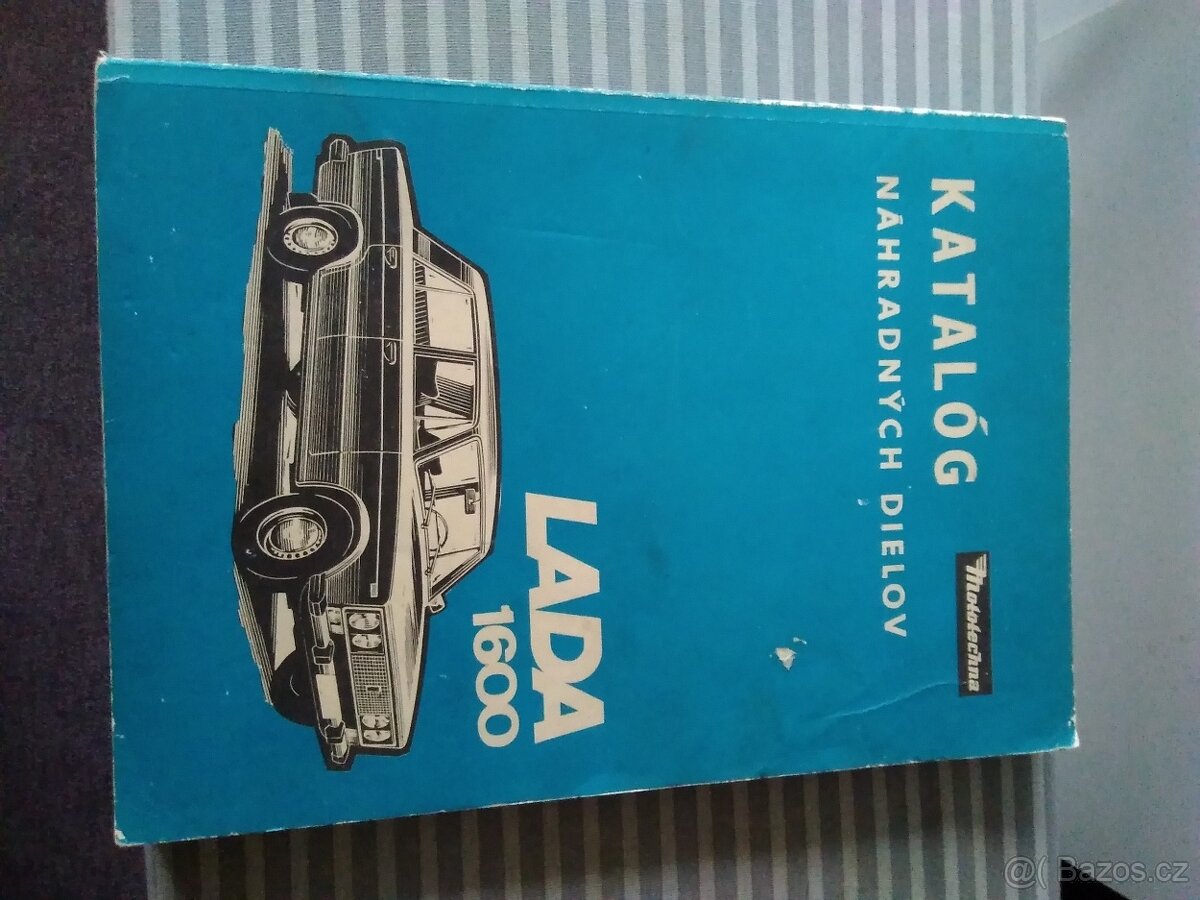 KATALÓG
NÁHRADNÝCH DIELOV
Mototechna
LADA
1600
@( Bazos.cz